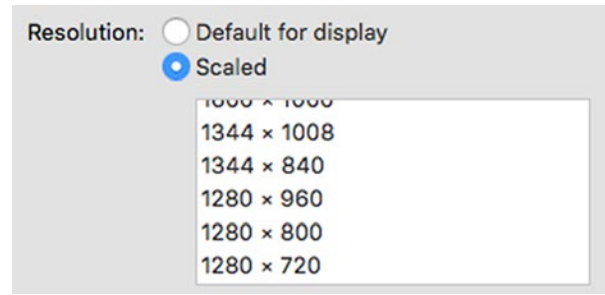 Resolution: Default for display
Scaled
1344 × 1008
1344 × 840
1280 × 960
1280 × 800
1280 × 720